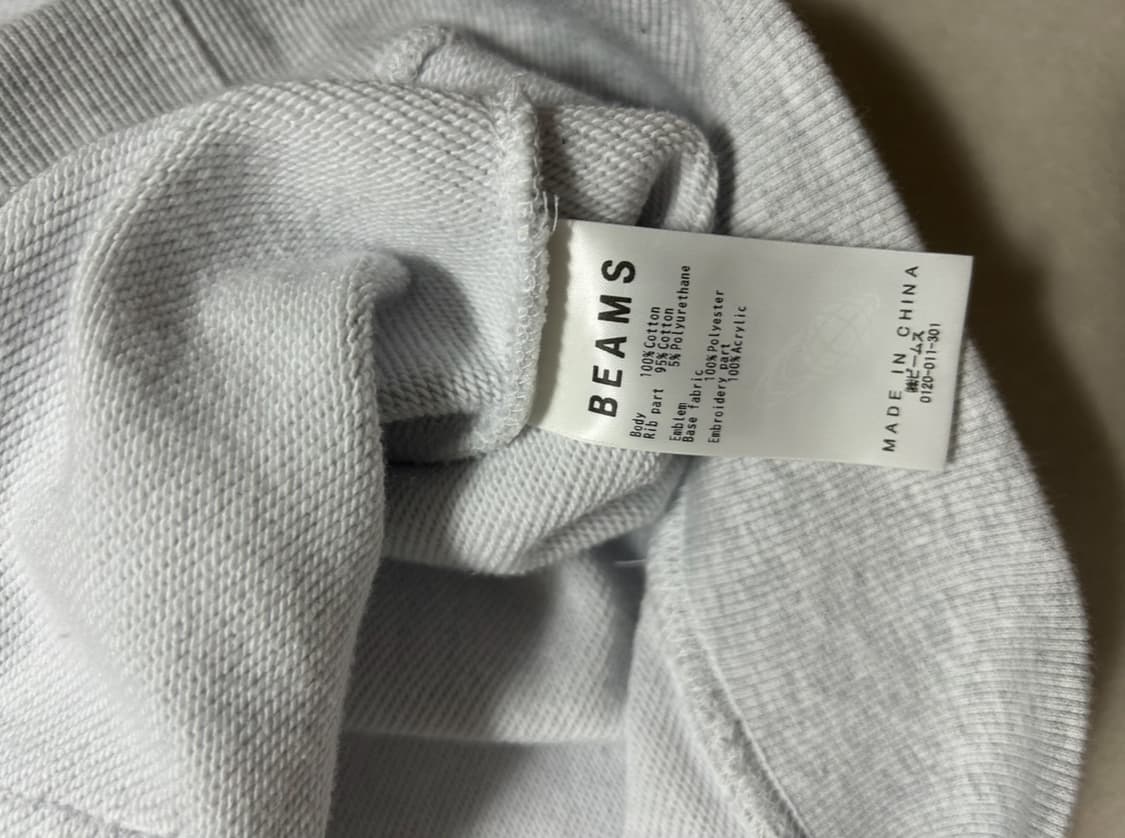 BEAMS
Body 100% Cotton
Rib part 95% Cotton
5% Polyurethane
Emblem
Base fabric 100% Polyester
Embroidery part 100% Acrylic
MADE IN CHINA
㈱ビームス
0120-011-301